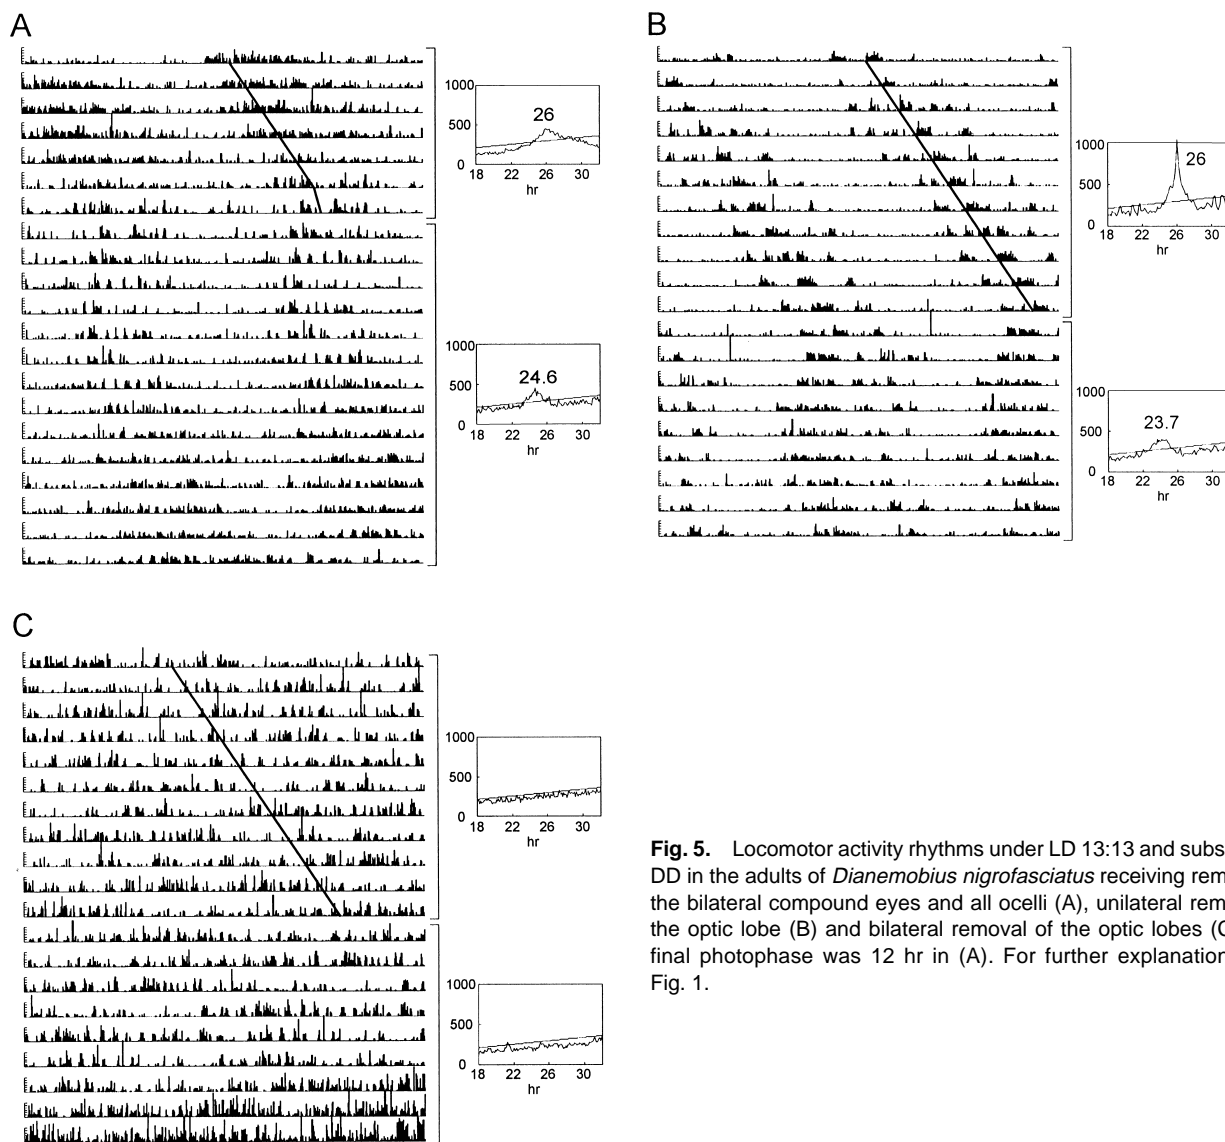 A
1000
500
0
26
18 22 26 30
hr
1000
500
0
24.6
18 22 26 30
hr
B
1000
500
0
26
18 22 26 30
hr
1000
500
0
23.7
18 22 26 30
hr
C
1000
500
0
18 22 26 30
hr
1000
500
0
18 22 26 30
hr
Fig. 5. Locomotor activity rhythms under LD 13:13 and subs
DD in the adults of Dianemobius nigrofasciatus receiving rem
the bilateral compound eyes and all ocelli (A), unilateral rem
the optic lobe (B) and bilateral removal of the optic lobes (C
final photophase was 12 hr in (A). For further explanation
Fig. 1.